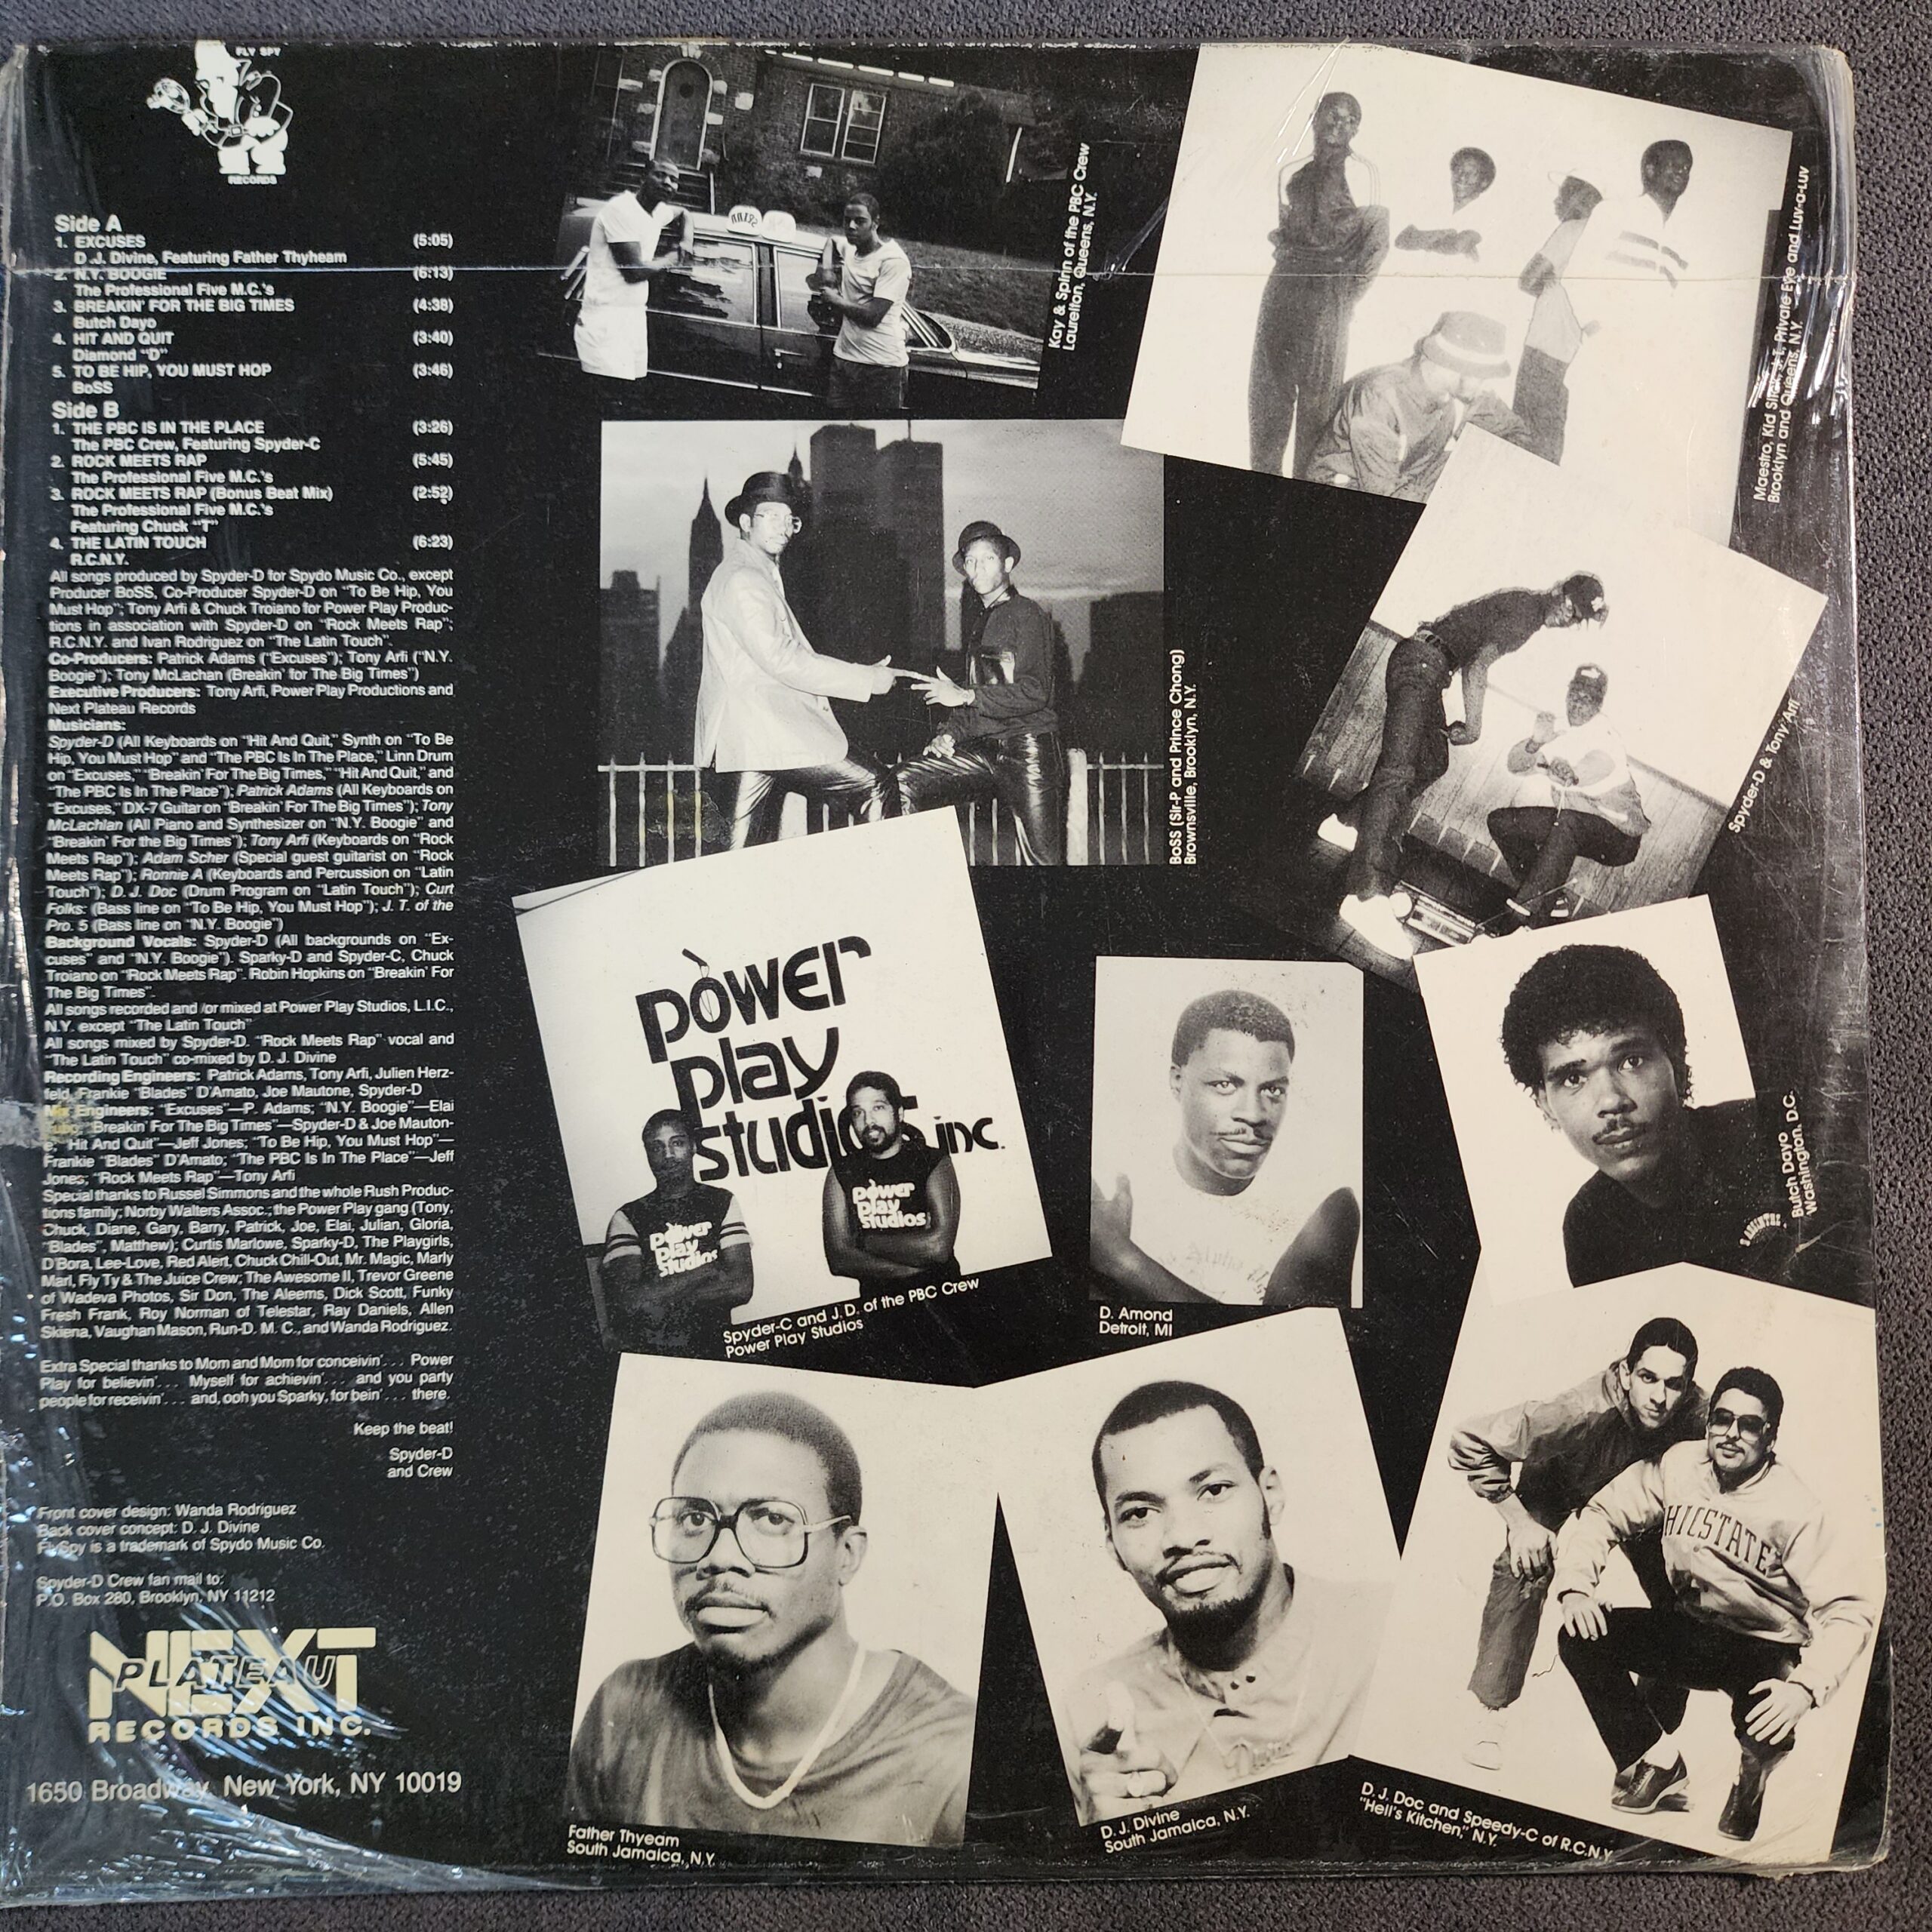 FLY SPY
RECORDS
Side A
1. EXCUSES (5:05)
D.J. Divine, Featuring Father Thyheam
2. N.Y. BOOGIE (6:13)
The Professional Five M.C.'s
3. BREAKIN' FOR THE BIG TIMES (4:38)
Butch Dayo
4. HIT AND QUIT (3:40)
Diamond "D"
5. TO BE HIP, YOU MUST HOP (3:46)
BoSS
Side B
1. THE PBC IS IN THE PLACE (3:26)
The PBC Crew, Featuring Spyder-C
2. ROCK MEETS RAP (5:45)
The Professional Five M.C.'s
3. ROCK MEETS RAP (Bonus Beat Mix) (2:52)
The Professional Five M.C.'s
Featuring Chuck "T"
4. THE LATIN TOUCH (6:23)
R.C.N.Y.
All songs produced by Spyder-D for Spydo Music Co., except
Producer BoSS, Co-Producer Spyder-D on "To Be Hip, You
Must Hop"; Tony Arfi & Chuck Troiano for Power Play Produc-
tions in association with Spyder-D on "Rock Meets Rap";
R.C.N.Y. and Ivan Rodriguez on "The Latin Touch".
Co-Producers: Patrick Adams ("Excuses"); Tony Arfi ("N.Y.
Boogie"); Tony McLachan (Breakin' for The Big Times")
Executive Producers: Tony Arfi, Power Play Productions and
Next Plateau Records
Musicians:
Spyder-D (All Keyboards on "Hit And Quit," Synth on "To Be
Hip, You Must Hop" and "The PBC Is In The Place," Linn Drum
on "Excuses," "Breakin' For The Big Times," "Hit And Quit," and
"The PBC Is In The Place"); Patrick Adams (All Keyboards on
"Excuses," DX-7 Guitar on "Breakin' For The Big Times"); Tony
McLachlan (All Piano and Synthesizer on "N.Y. Boogie" and
"Breakin' For the Big Times"); Tony Arfi (Keyboards on "Rock
Meets Rap"); Adam Scher (Special guest guitarist on "Rock
Meets Rap"); Ronnie A (Keyboards and Percussion on "Latin
Touch"); D. J. Doc (Drum Program on "Latin Touch"); Curt
Folks: (Bass line on "To Be Hip, You Must Hop"); J. T. of the
Pro. 5 (Bass line on "N.Y. Boogie")
Background Vocals: Spyder-D (All backgrounds on "Ex-
cuses" and "N.Y. Boogie"). Sparky-D and Spyder-C, Chuck
Troiano on "Rock Meets Rap". Robin Hopkins on "Breakin' For
The Big Times".
All songs recorded and /or mixed at Power Play Studios, L.I.C.,
N.Y. except "The Latin Touch"
All songs mixed by Spyder-D. "Rock Meets Rap" vocal and
"The Latin Touch" co-mixed by D. J. Divine
Recording Engineers: Patrick Adams, Tony Arfi, Julien Herz-
feld, Frankie "Blades" D'Amato, Joe Mautone, Spyder-D
Mix Engineers: "Excuses"—P. Adams; "N.Y. Boogie"—Elai
Tubo; "Breakin' For The Big Times"—Spyder-D & Joe Mauton-
e; "Hit And Quit"—Jeff Jones; "To Be Hip, You Must Hop"—
Frankie "Blades" D'Amato; "The PBC Is In The Place"—Jeff
Jones; "Rock Meets Rap"—Tony Arfi
Special thanks to Russel Simmons and the whole Rush Produc-
tions family; Norby Walters Assoc.; the Power Play gang (Tony,
Chuck, Diane, Gary, Barry, Patrick, Joe, Elai, Julian, Gloria,
"Blades", Matthew); Curtis Marlowe, Sparky-D, The Playgirls,
D'Bora, Lee-Love, Red Alert, Chuck Chill-Out, Mr. Magic, Marly
Marl, Fly Ty & The Juice Crew; The Awesome II, Trevor Greene
of Wadeva Photos, Sir Don, The Aleems, Dick Scott, Funky
Fresh Frank, Roy Norman of Telestar, Ray Daniels, Allen
Skiena, Vaughan Mason, Run-D. M. C., and Wanda Rodriguez.
Extra Special thanks to Mom and Mom for conceivin'. . . Power
Play for believin'. . . Myself for achievin'. . . and you party
people for receivin'. . . and, ooh you Sparky, for bein'. . . there.
Keep the beat!
Spyder-D
and Crew
Front cover design: Wanda Rodriguez
Back cover concept: D. J. Divine
FlySpy is a trademark of Spydo Music Co.
Spyder-D Crew fan mail to:
P.O. Box 280, Brooklyn, NY 11212
NEXT
PLATEAU
RECORDS INC.
1650 Broadway, New York, NY 10019
Kay & Spinn of the PBC Crew
Laurelton, Queens, N.Y.
Maestro, Kid Slick, J.T., Private Eye and Luv-a-Luv
Brooklyn and Queens, N.Y.
BoSS (Sir-P and Prince Chong)
Brownsville, Brooklyn, N.Y.
Spyder-D & Tony Arfi
power
play
studios inc.
power
play
studios
power
play
studios
Spyder-C and J.D. of the PBC Crew
Power Play Studios
D. Amond
Detroit, MI
Butch Dayo
Washington, D.C.
HICSTATE
Father Thyeam
South Jamaica, N.Y.
D.J. Divine
South Jamaica, N.Y.
D.J. Doc and Speedy-C of R.C.N.Y
"Hell's Kitchen," N.Y.